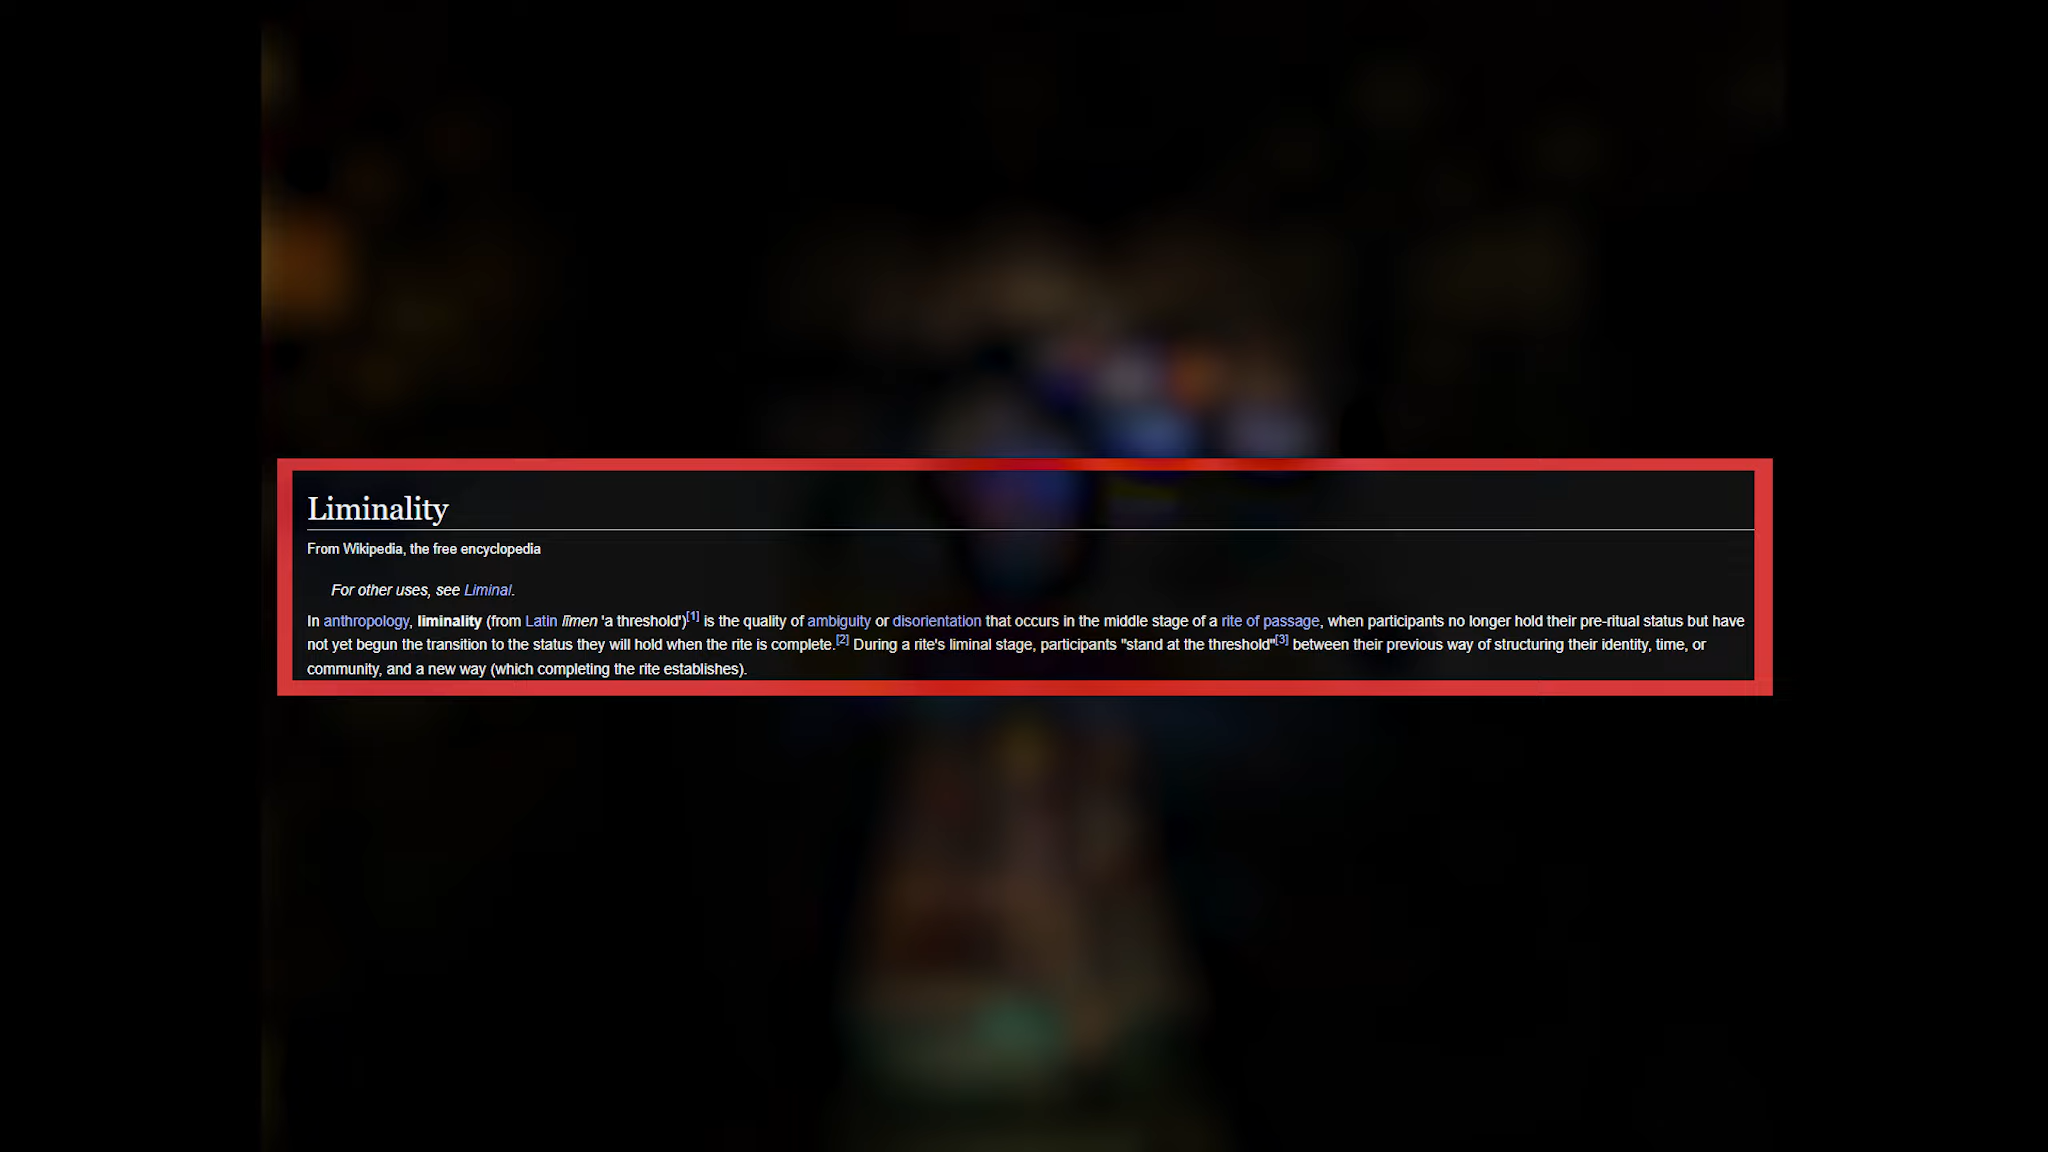 Liminality
From Wikipedia, the free encyclopedia
For other uses, see Liminal.
In anthropology, liminality (from Latin līmen 'a threshold')[1] is the quality of ambiguity or disorientation that occurs in the middle stage of a rite of passage, when participants no longer hold their pre-ritual status but have
not yet begun the transition to the status they will hold when the rite is complete.[2] During a rite's liminal stage, participants "stand at the threshold"[3] between their previous way of structuring their identity, time, or
community, and a new way (which completing the rite establishes).